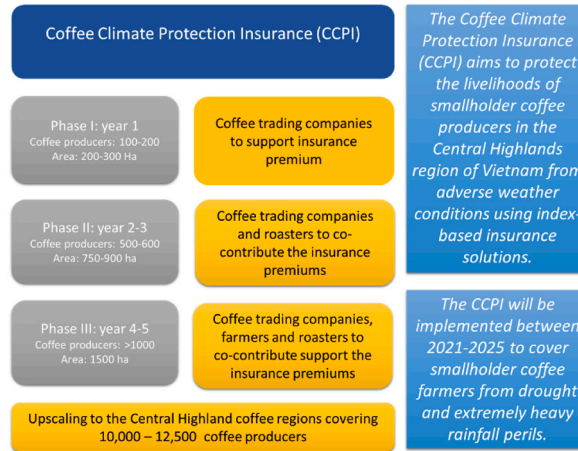 Coffee Climate Protection Insurance (CCPI)
Phase I: year 1
Coffee producers: 100-200
Area: 200-300 Ha
Coffee trading companies
to support insurance
premium
Phase II: year 2-3
Coffee producers: 500-600
Area: 750-900 ha
Coffee trading companies
and roasters to co-
contribute the insurance
premiums
Phase III: year 4-5
Coffee producers: >1000
Area: 1500 ha
Coffee trading companies,
farmers and roasters to
co-contribute support the
insurance premiums
Upscaling to the Central Highland coffee regions covering
10,000 – 12,500 coffee producers
The Coffee Climate
Protection Insurance
(CCPI) aims to protect
the livelihoods of
smallholder coffee
producers in the
Central Highlands
region of Vietnam from
adverse weather
conditions using index-
based insurance
solutions.
The CCPI will be
implemented between
2021-2025 to cover
smallholder coffee
farmers from drought
and extremely heavy
rainfall perils.